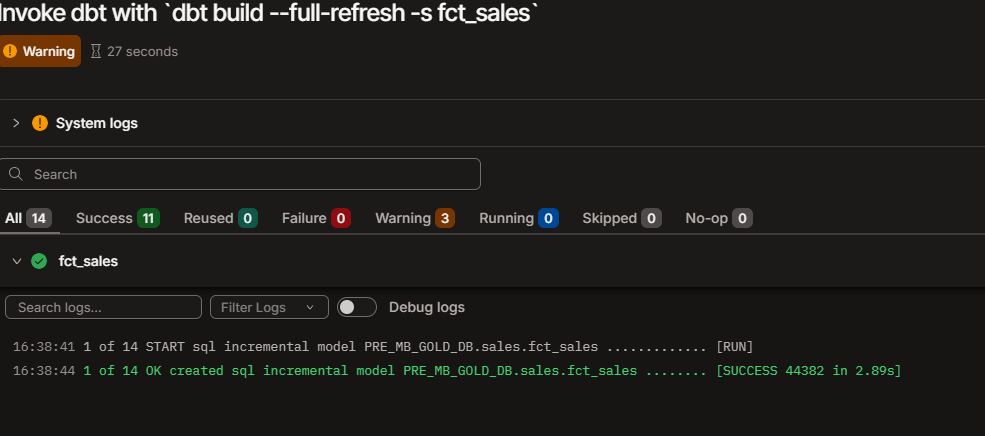 Invoke dbt with `dbt build --full-refresh -s fct_sales`
! Warning 27 seconds
! System logs
Search
All 14 Success 11 Reused 0 Failure 0 Warning 3 Running 0 Skipped 0 No-op 0
fct_sales
Search logs... Filter Logs Debug logs
16:38:41 1 of 14 START sql incremental model PRE_MB_GOLD_DB.sales.fct_sales ............. [RUN]
16:38:44 1 of 14 OK created sql incremental model PRE_MB_GOLD_DB.sales.fct_sales ........ [SUCCESS 44382 in 2.89s]